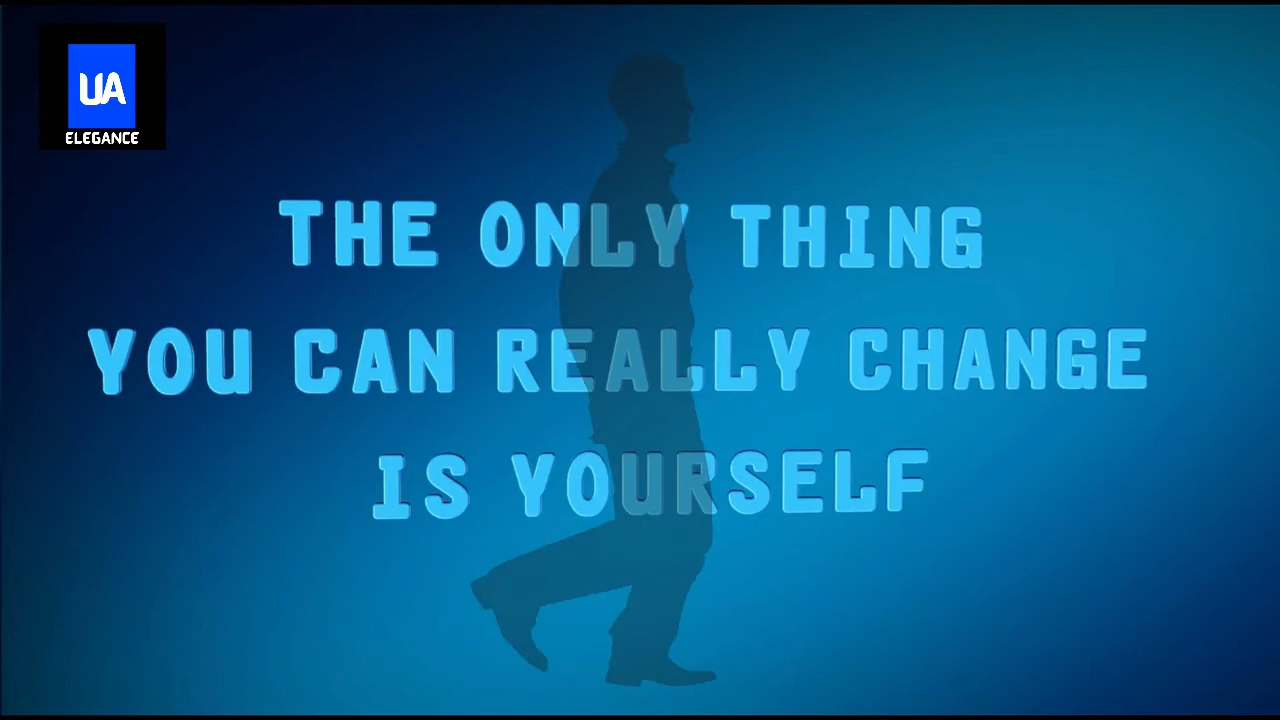 UA
ELEGANCE
THE ONLY THING
YOU CAN REALLY CHANGE
IS YOURSELF